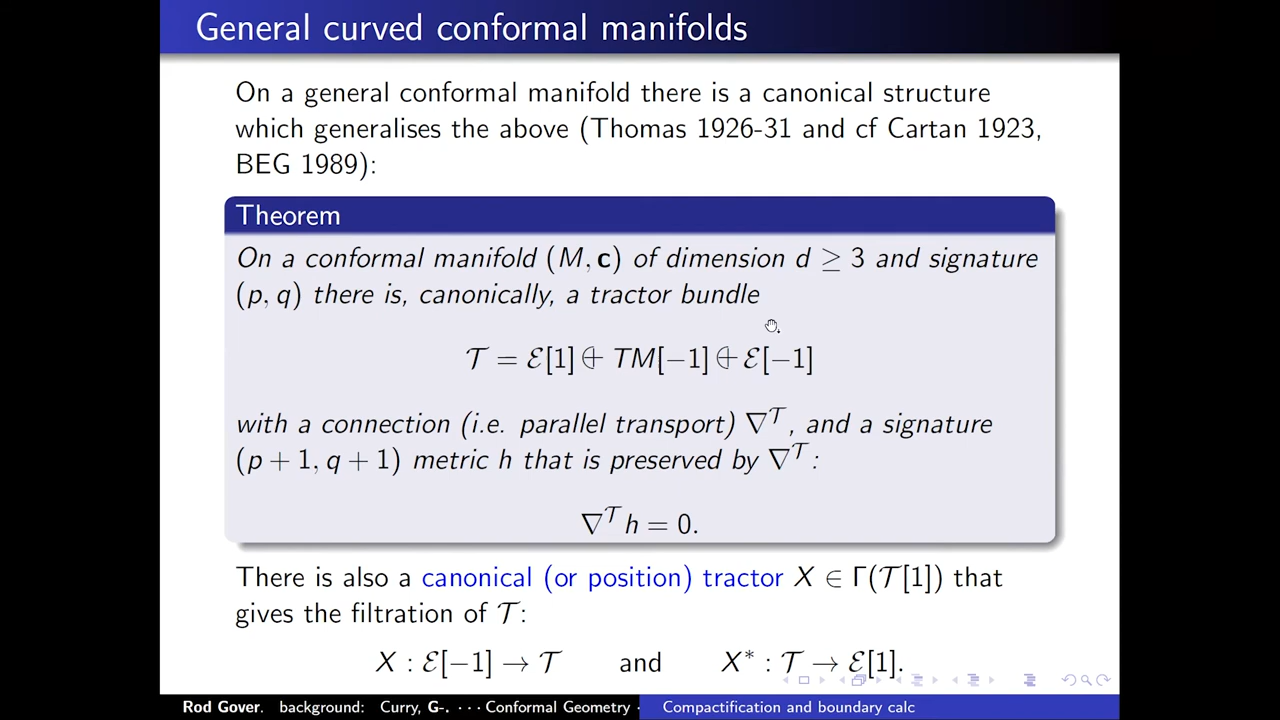 General curved conformal manifolds
On a general conformal manifold there is a canonical structure
which generalises the above (Thomas 1926-31 and cf Cartan 1923,
BEG 1989):
Theorem
On a conformal manifold (M, c) of dimension d ≥ 3 and signature
(p, q) there is, canonically, a tractor bundle
𝒯 = ℰ[1] ⨭ TM[−1] ⨭ ℰ[−1]
with a connection (i.e. parallel transport) ∇^𝒯, and a signature
(p + 1, q + 1) metric h that is preserved by ∇^𝒯:
∇^𝒯 h = 0.
There is also a canonical (or position) tractor X ∈ Γ(𝒯[1]) that
gives the filtration of 𝒯:
X : ℰ[−1] → 𝒯 and X* : 𝒯 → ℰ[1].
Rod Gover. background: Curry, G-. ··· Conformal Geometry · Compactification and boundary calc